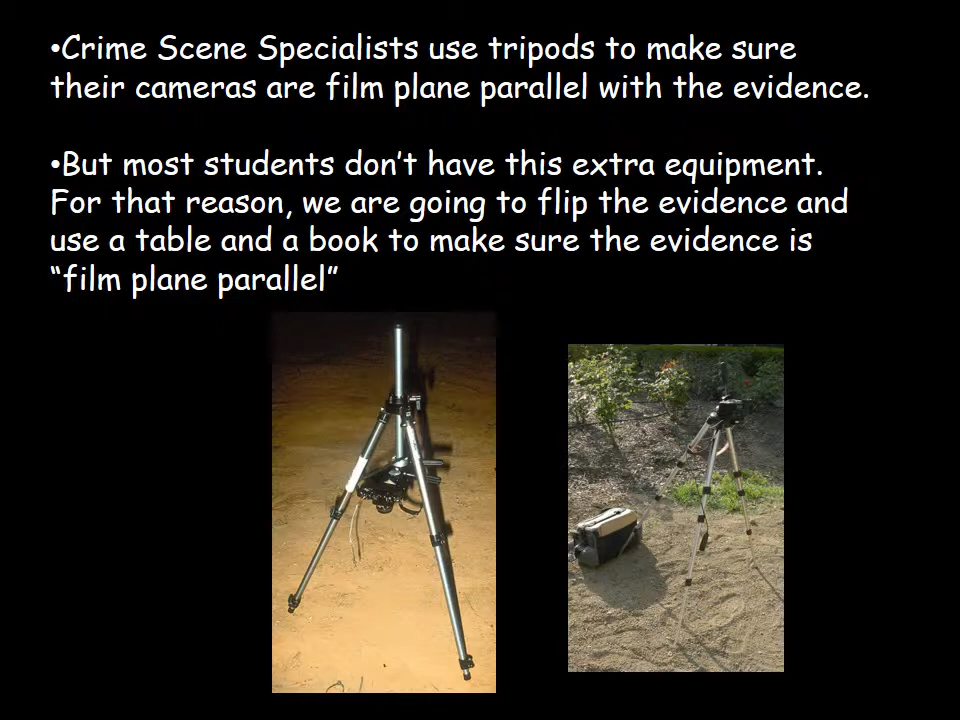 •Crime Scene Specialists use tripods to make sure
their cameras are film plane parallel with the evidence.
•But most students don’t have this extra equipment.
For that reason, we are going to flip the evidence and
use a table and a book to make sure the evidence is
“film plane parallel”